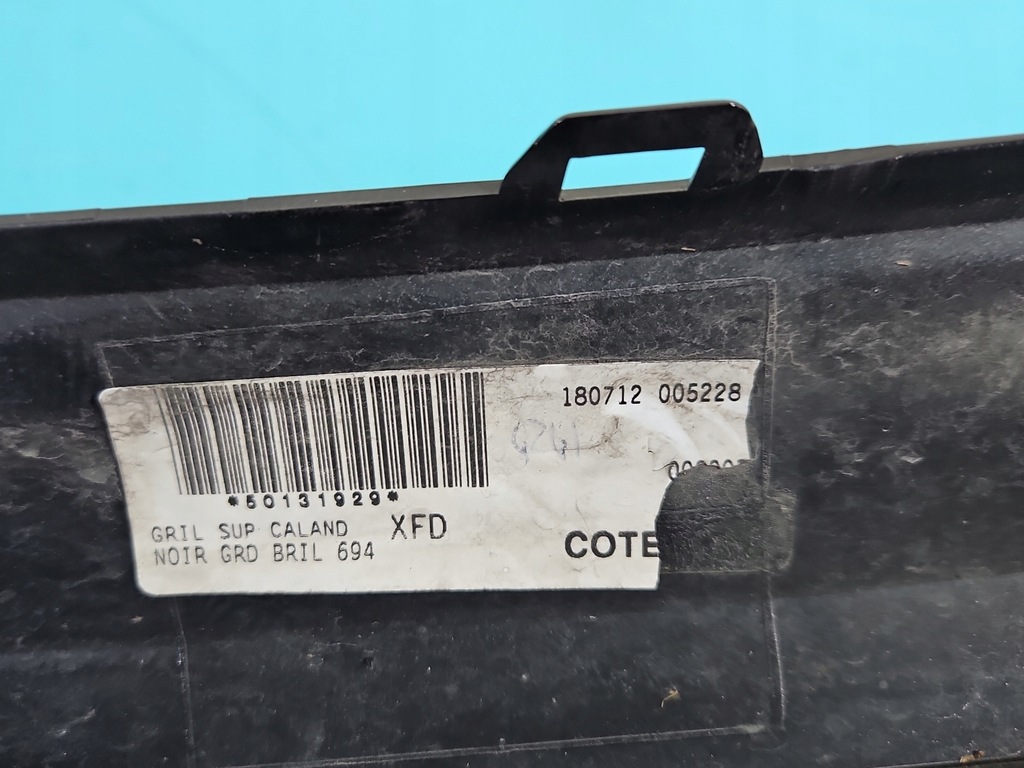 180712 005228
*50131929*
GRIL SUP CALAND XFD
NOIR GRD BRIL 694
COTE